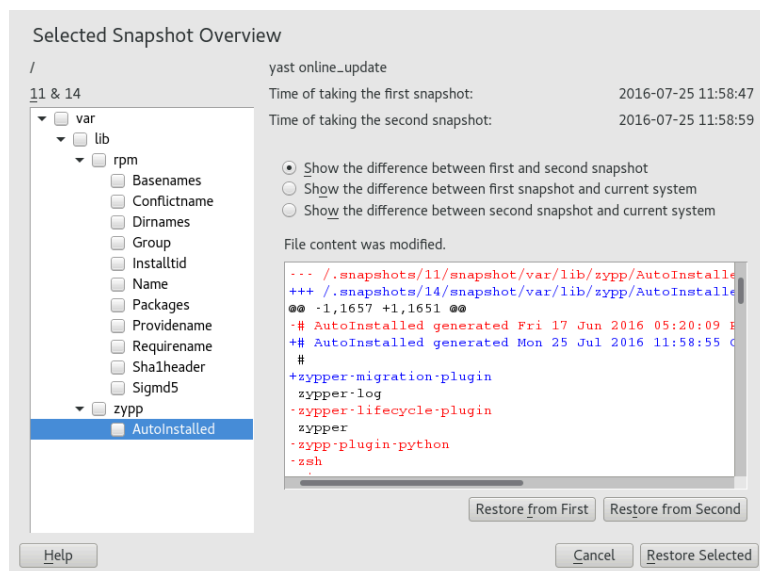 Selected Snapshot Overview
/
11 & 14
var
lib
rpm
Basenames
Conflictname
Dirnames
Group
Installtid
Name
Packages
Providename
Requirename
Sha1header
Sigmd5
zypp
AutoInstalled
yast online_update
Time of taking the first snapshot: 2016-07-25 11:58:47
Time of taking the second snapshot: 2016-07-25 11:58:59
Show the difference between first and second snapshot
Show the difference between first snapshot and current system
Show the difference between second snapshot and current system
File content was modified.
--- /.snapshots/11/snapshot/var/lib/zypp/AutoInstalle
+++ /.snapshots/14/snapshot/var/lib/zypp/AutoInstalle
@@ -1,1657 +1,1651 @@
-# AutoInstalled generated Fri 17 Jun 2016 05:20:09
+# AutoInstalled generated Mon 25 Jul 2016 11:58:55
#
+zypper-migration-plugin
zypper-log
-zypper-lifecycle-plugin
zypper
-zypp-plugin-python
-zsh
Restore from First Restore from Second
Help Cancel Restore Selected